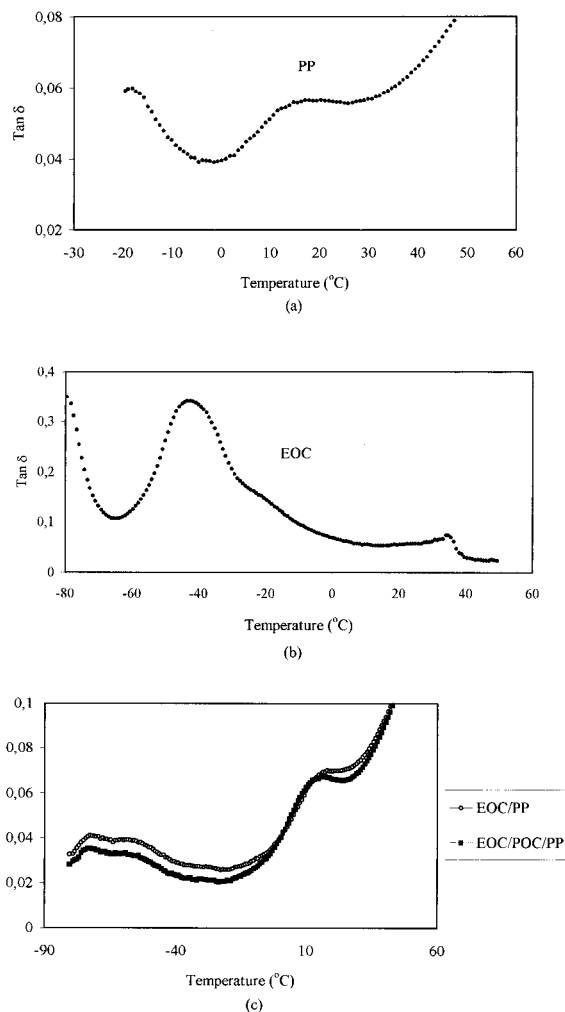 0,08
PP
0,06
Tan δ
0,04
0,02
-30 -20 -10 0 10 20 30 40 50 60
Temperature (°C)
(a)
0,4
0,3
EOC
Tan δ
0,2
0,1
0
-80 -60 -40 -20 0 20 40 60
Temperature (°C)
(b)
0,1
0,08
0,06
EOC/PP
0,04
EOC/POC/PP
0,02
0
-90 -40 10 60
Temperature (°C)
(c)